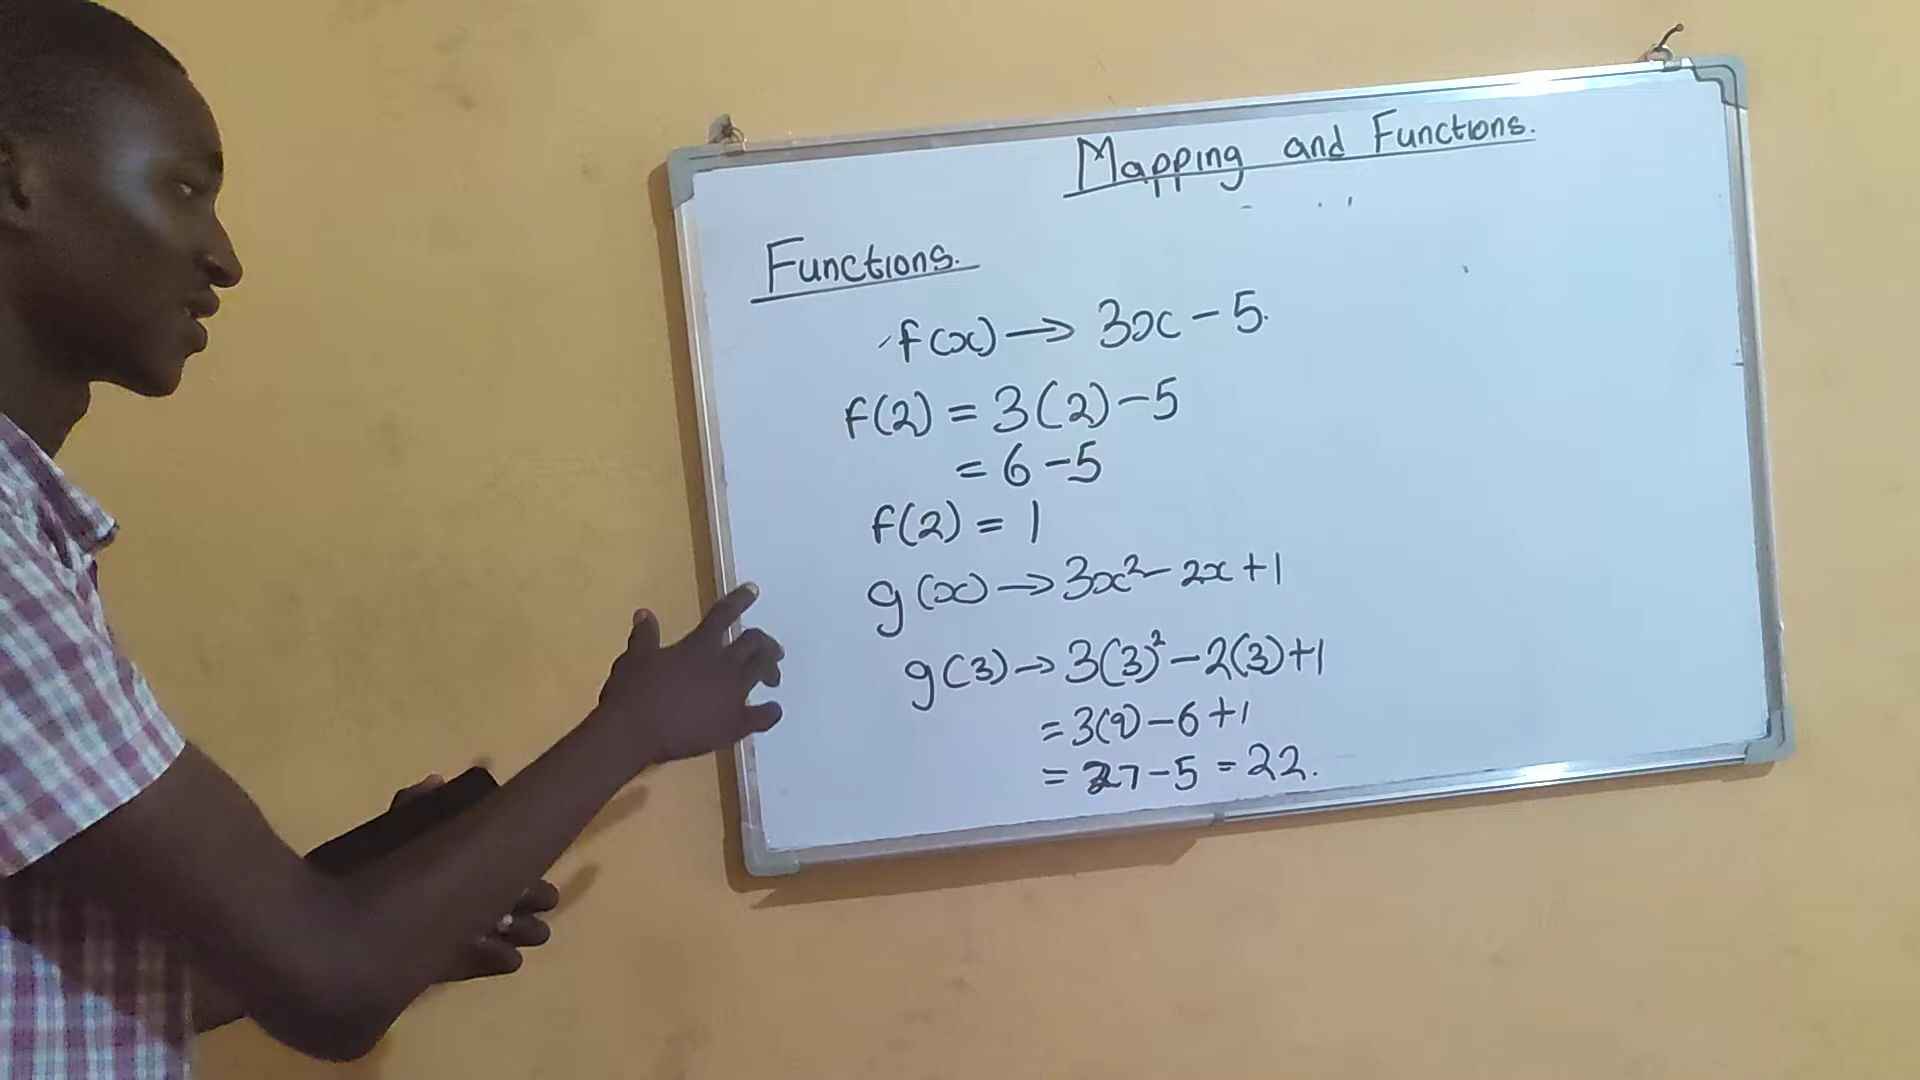 Mapping and Functions.
Functions.
f(x) → 3x - 5.
f(2) = 3(2) - 5
= 6 - 5
f(2) = 1
g(x) → 3x² - 2x + 1
g(3) → 3(3)² - 2(3) + 1
= 3(9) - 6 + 1
= 27 - 5 = 22.